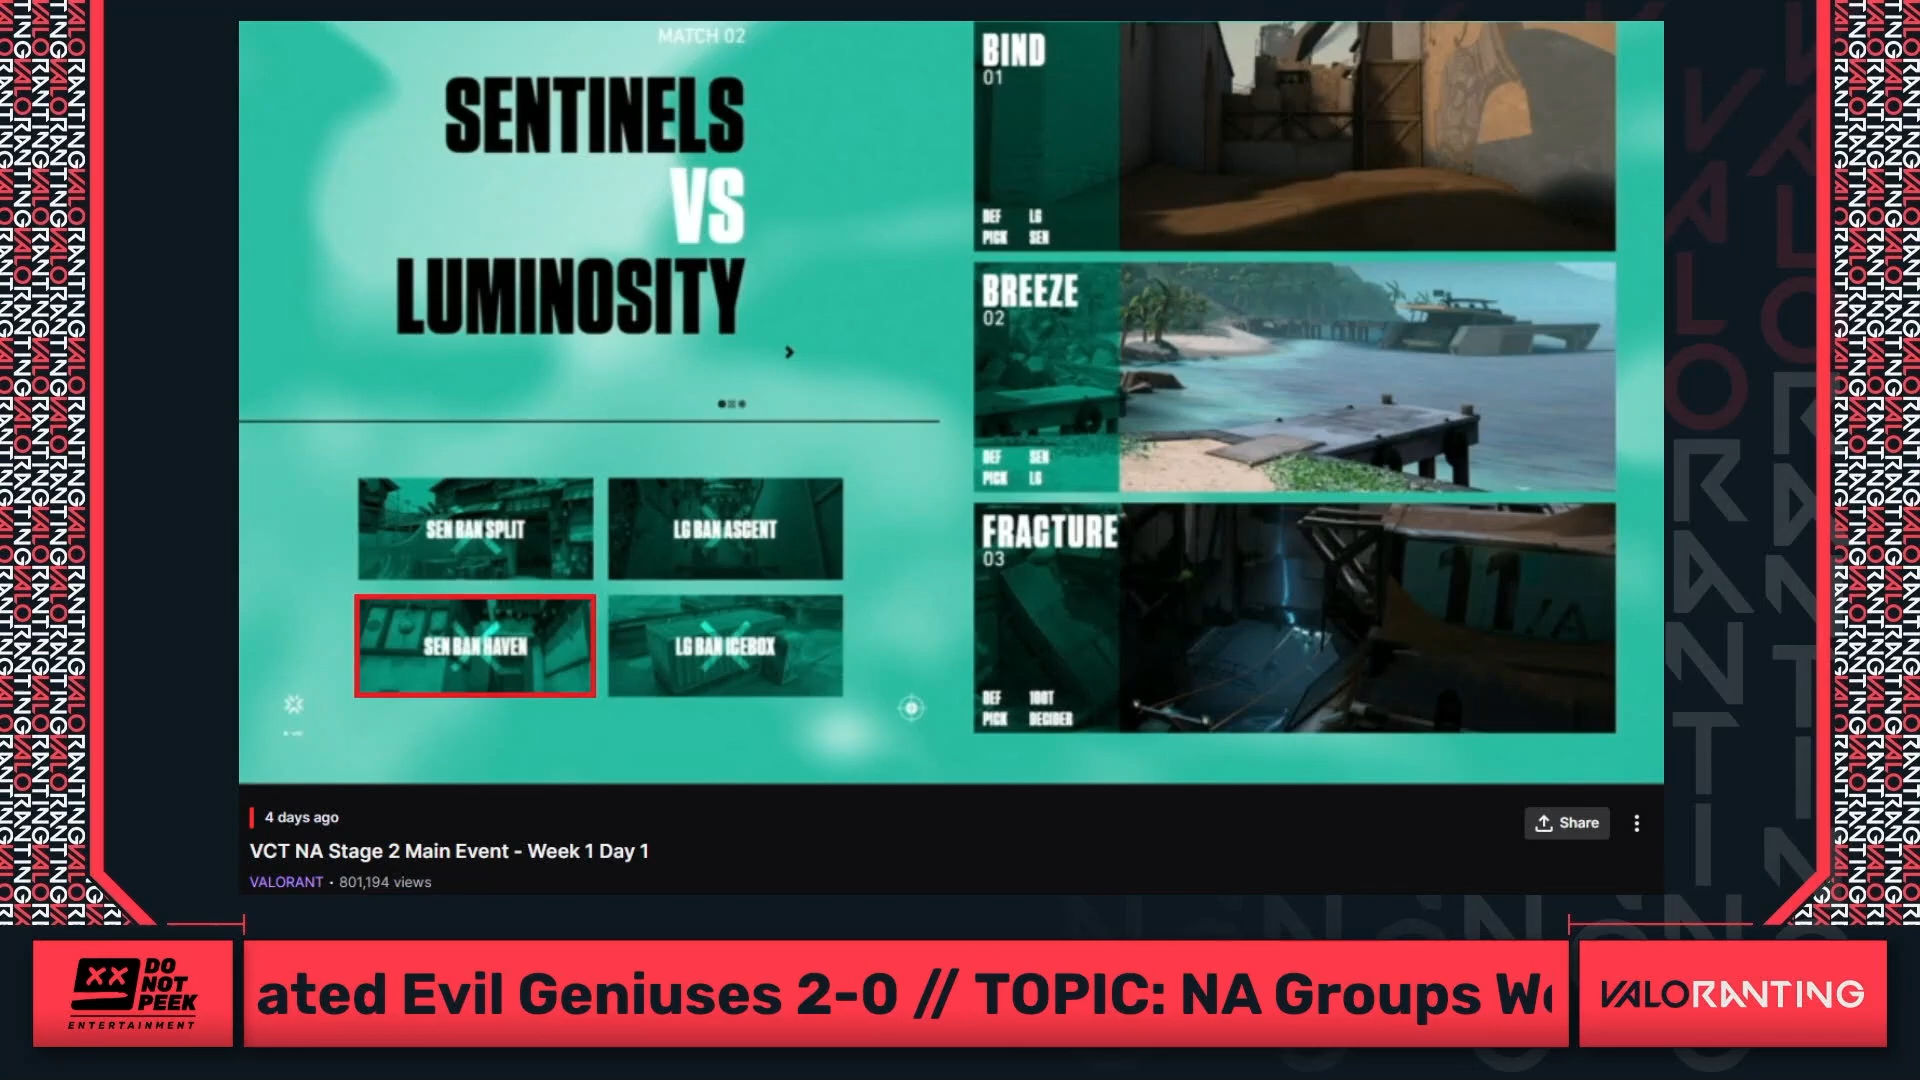 MATCH 02
SENTINELS
VS
LUMINOSITY
SEN BAN SPLIT
LG BAN ASCENT
SEN BAN HAVEN
LG BAN ICEBOX
BIND
01
DEF LG
PICK SEN
BREEZE
02
DEF SEN
PICK LG
FRACTURE
03
DEF 100T
PICK DECIDER
4 days ago
VCT NA Stage 2 Main Event - Week 1 Day 1
VALORANT • 801,194 views
Share
DO
NOT
PEEK
ENTERTAINMENT
ated Evil Geniuses 2-0 // TOPIC: NA Groups
VALORANTING